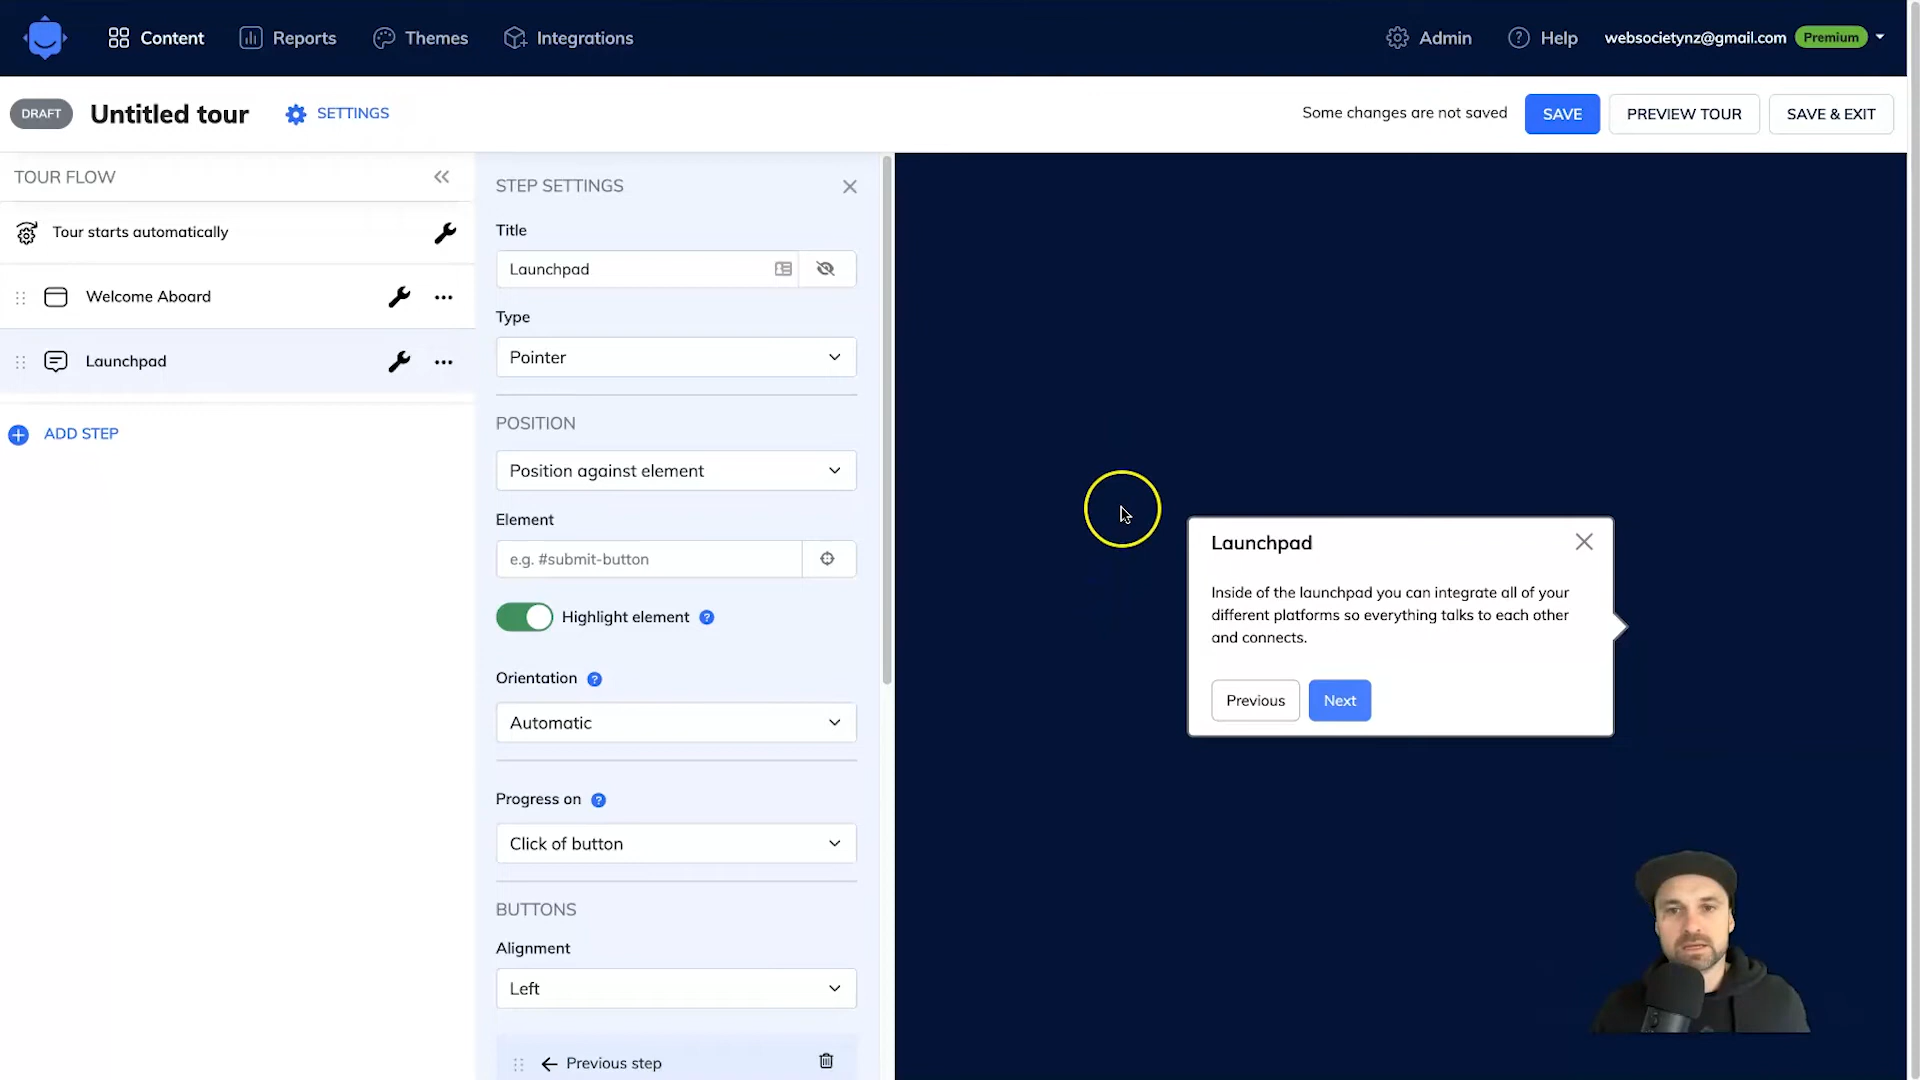 Content
Reports
Themes
Integrations
Admin
Help
websocietynz@gmail.com
Premium
DRAFT
Untitled tour
SETTINGS
Some changes are not saved
SAVE
PREVIEW TOUR
SAVE & EXIT
TOUR FLOW
Tour starts automatically
Welcome Aboard
Launchpad
ADD STEP
STEP SETTINGS
Title
Launchpad
Type
Pointer
POSITION
Position against element
Element
e.g. #submit-button
Highlight element
Orientation
Automatic
Progress on
Click of button
BUTTONS
Alignment
Left
Previous step
Launchpad
Inside of the launchpad you can integrate all of your
different platforms so everything talks to each other
and connects.
Previous
Next